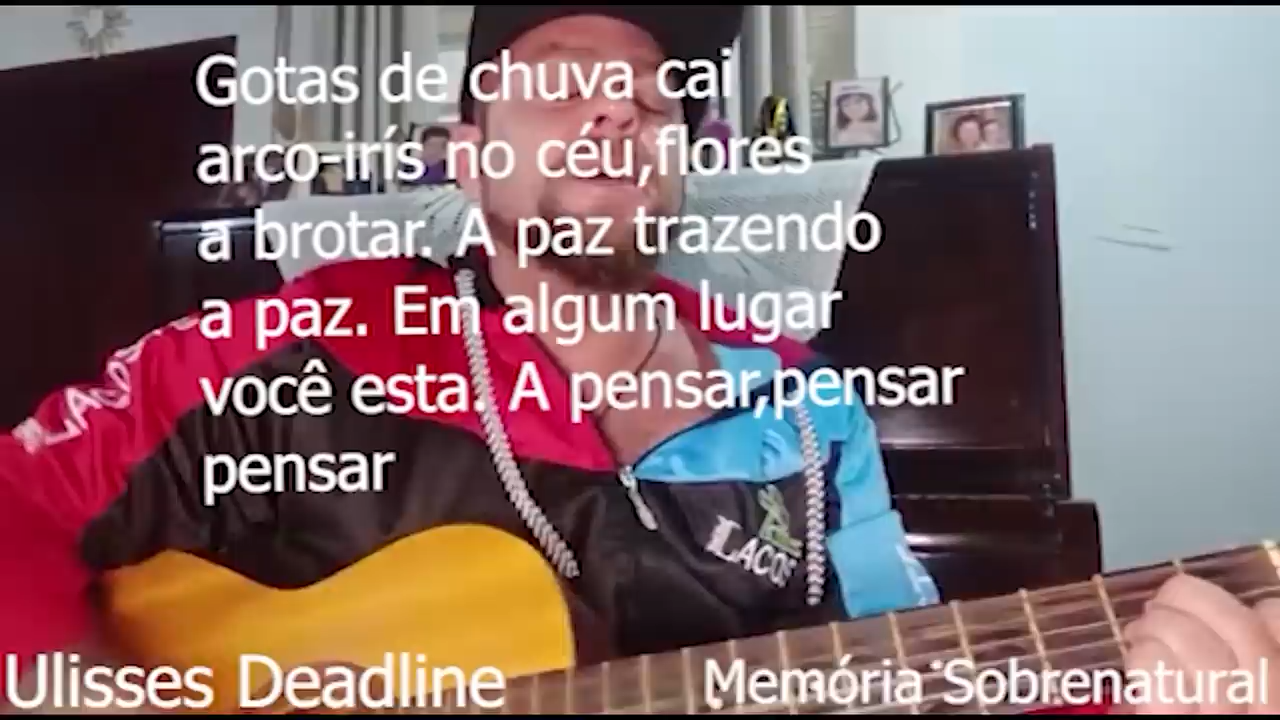 Gotas de chuva cai
arco-irís no céu,flores
a brotar. A paz trazendo
a paz. Em algum lugar
você esta. A pensar,pensar
pensar
LACOS
Ulisses Deadline
Memória Sobrenatural